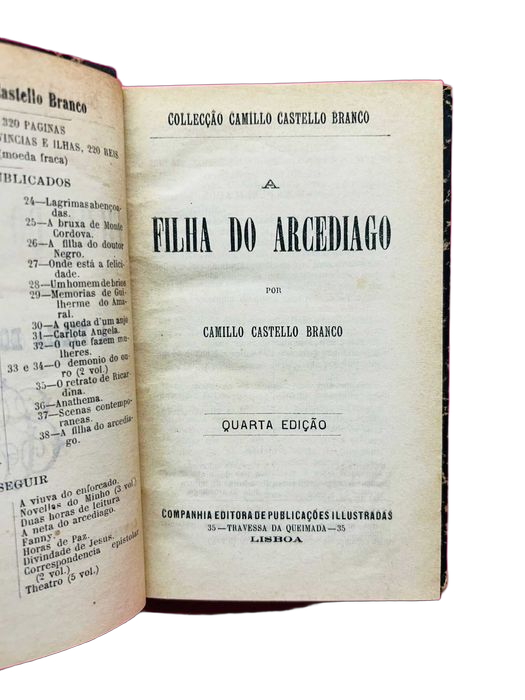 Castello Branco
320 PAGINAS
VINCIAS E ILHAS, 220 REIS
(moeda fraca)
UBLICADOS
24—Lagrimas abençoa-
das.
25—A bruxa de Monte
Cordova.
26—A filha do doutor
Negro.
27—Onde está a felici-
dade.
28—Um homem de brios
29—Memorias de Gui-
lherme do Ama-
ral.
30—A queda d'um anjo
31—Carlota Angela.
32—O que fazem mu-
lheres.
33 e 34—O demonio do ou-
ro (2 vol.)
35—O retrato de Ricar-
dina.
36—Anathema.
37—Scenas contempo-
raneas.
38—A filha do arcedia-
go.
SEGUIR
A viuva do enforcado.
Novellas do Minho (3 vol.)
Duas horas de leitura
A neta do arcediago.
Fanny.
Horas de Paz.
Divindade de Jesus.
Correspondencia epistolar
(2 vol.)
Theatro (5 vol.)
COLLECÇÃO CAMILLO CASTELLO BRANCO
A
FILHA DO ARCEDIAGO
POR
CAMILLO CASTELLO BRANCO
QUARTA EDIÇÃO
COMPANHIA EDITORA DE PUBLICAÇÕES ILLUSTRADAS
35—TRAVESSA DA QUEIMADA—35
LISBOA